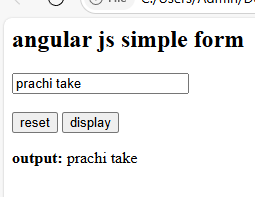 angular js simple form
prachi take
reset display
output: prachi take